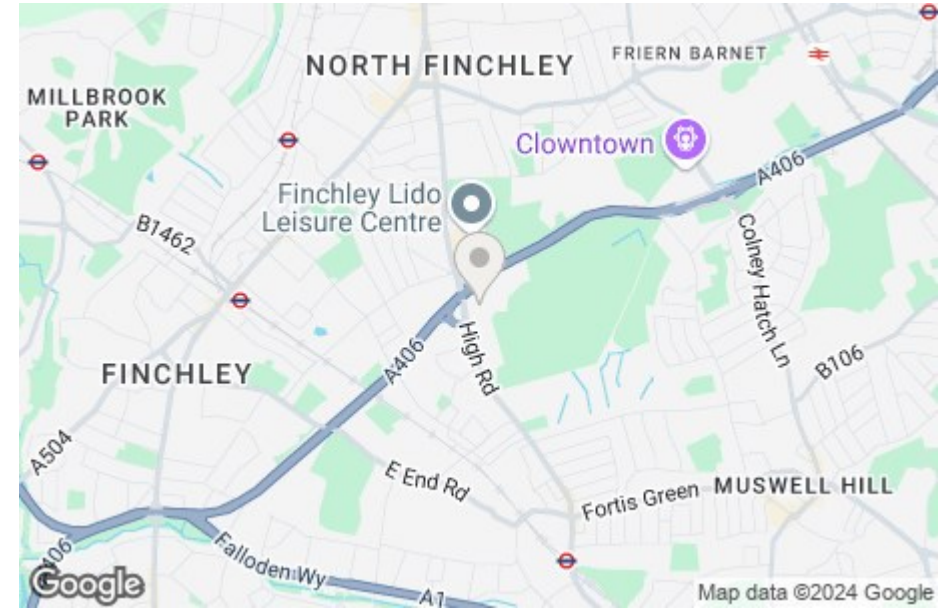 NORTH FINCHLEY
FRIERN BARNET
MILLBROOK
PARK
Clowntown
A406
Finchley Lido
Leisure Centre
B1462
Colney Hatch Ln
High Rd
A406
B106
FINCHLEY
A504
E End Rd
Fortis Green
MUSWELL HILL
A406
Falloden Wy
A1
Google
Map data ©2024 Google